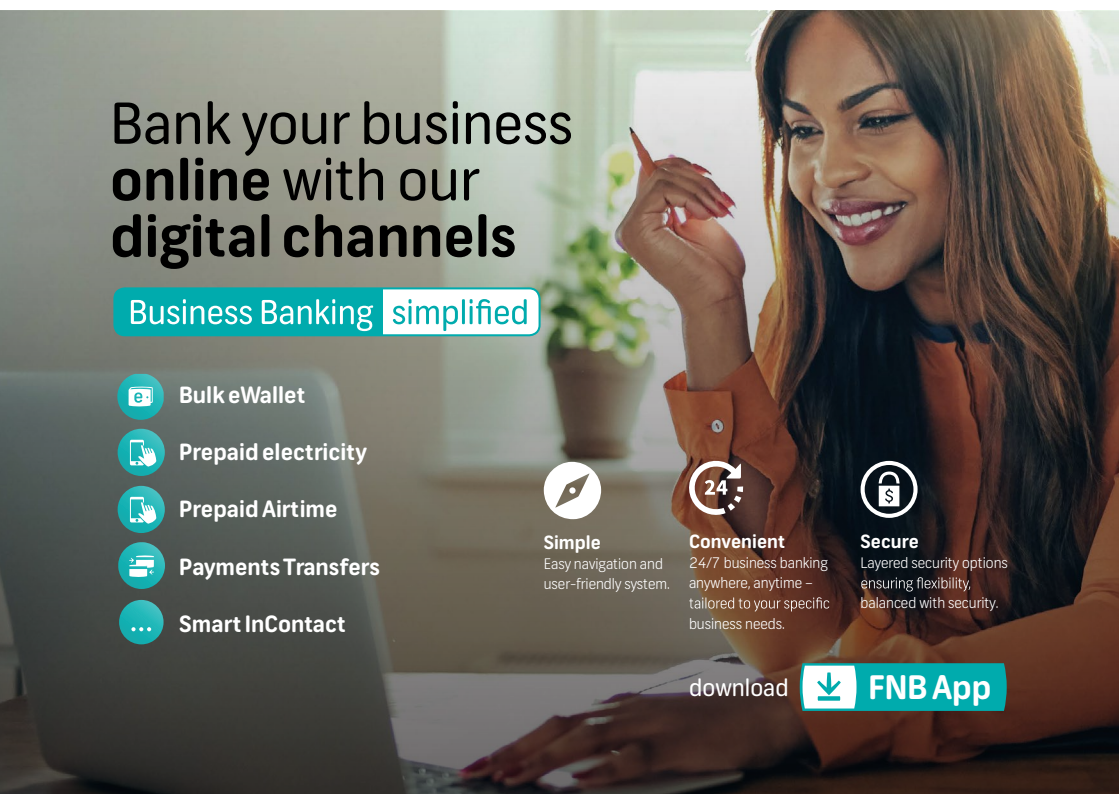 Bank your business
online with our
digital channels
Business Banking simplified
Bulk eWallet
Prepaid electricity
Prepaid Airtime
Payments Transfers
Smart InContact
Simple
Easy navigation and
user-friendly system.
24
Convenient
24/7 business banking
anywhere, anytime –
tailored to your specific
business needs.
$
Secure
Layered security options
ensuring flexibility,
balanced with security.
download FNB App